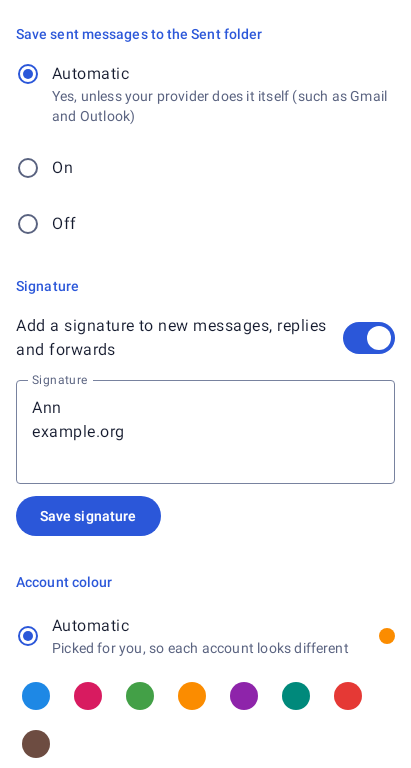 Save sent messages to the Sent folder
Automatic
Yes, unless your provider does it itself (such as Gmail
and Outlook)
On
Off
Signature
Add a signature to new messages, replies
and forwards
Signature
Ann
example.org
Save signature
Account colour
Automatic
Picked for you, so each account looks different